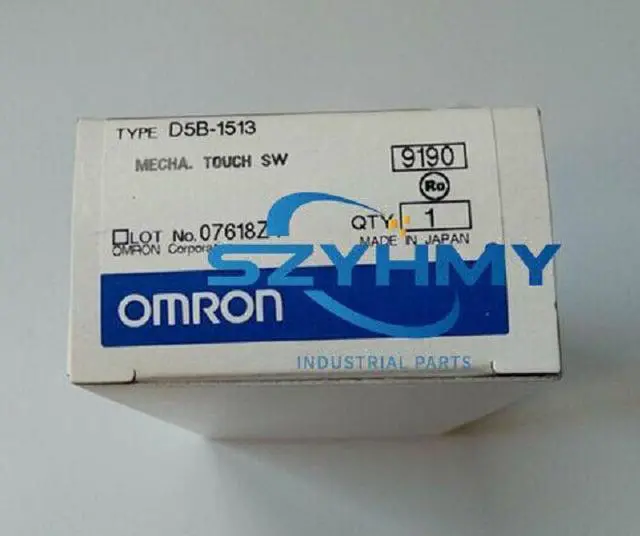 TYPE D5B-1513
MECHA. TOUCH SW
9190
Ro
LOT No. 07618Z
QTY 1
OMRON
MADE IN JAPAN
SZYHMY
OMRON
INDUSTRIAL PARTS